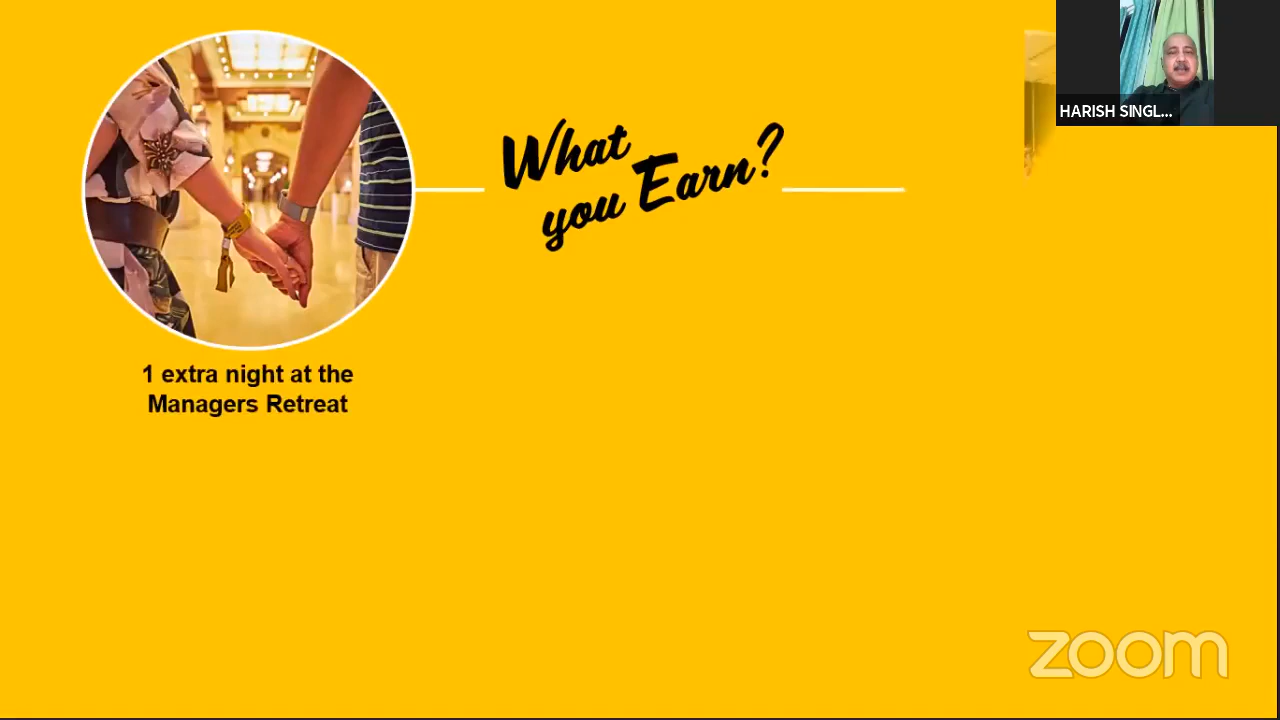 What
you Earn?
1 extra night at the
Managers Retreat
HARISH SINGL...
zoom